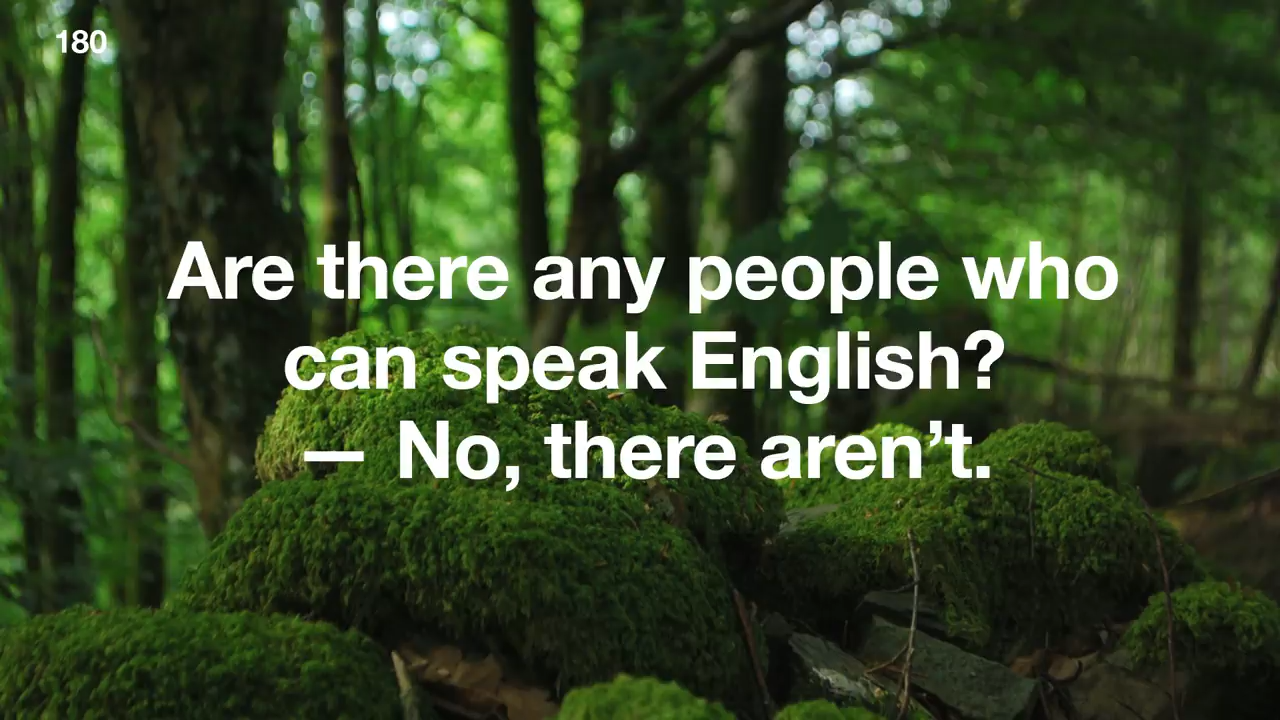 180
Are there any people who
can speak English?
— No, there aren’t.